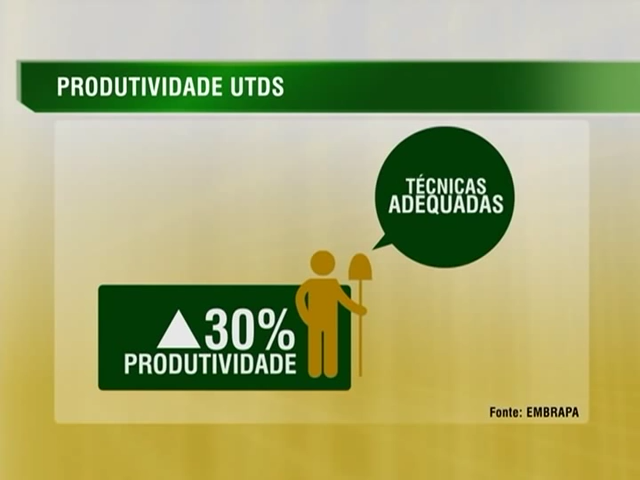 PRODUTIVIDADE UTDS
TÉCNICAS
ADEQUADAS
▲30%
PRODUTIVIDADE
Fonte: EMBRAPA